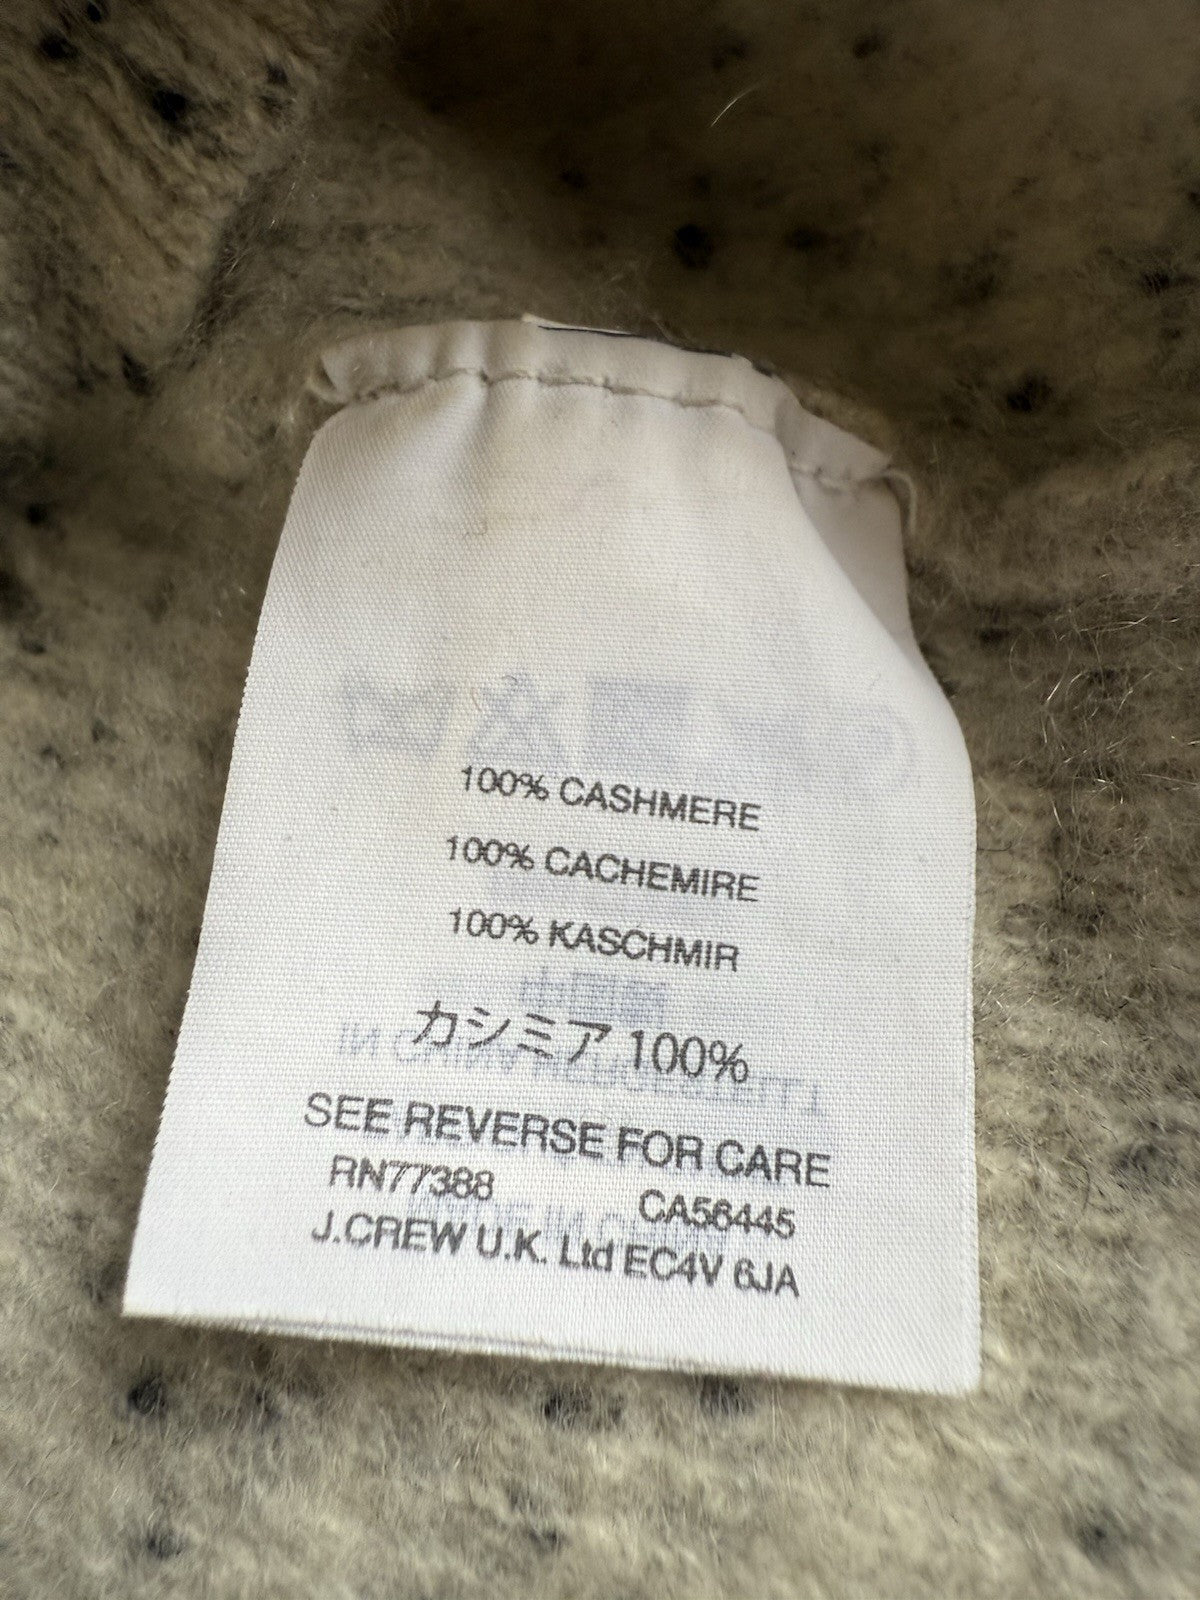 100% CASHMERE
100% CACHEMIRE
100% KASCHMIR
カシミア 100%
SEE REVERSE FOR CARE
RN77388 CA56445
J.CREW U.K. Ltd EC4V 6JA